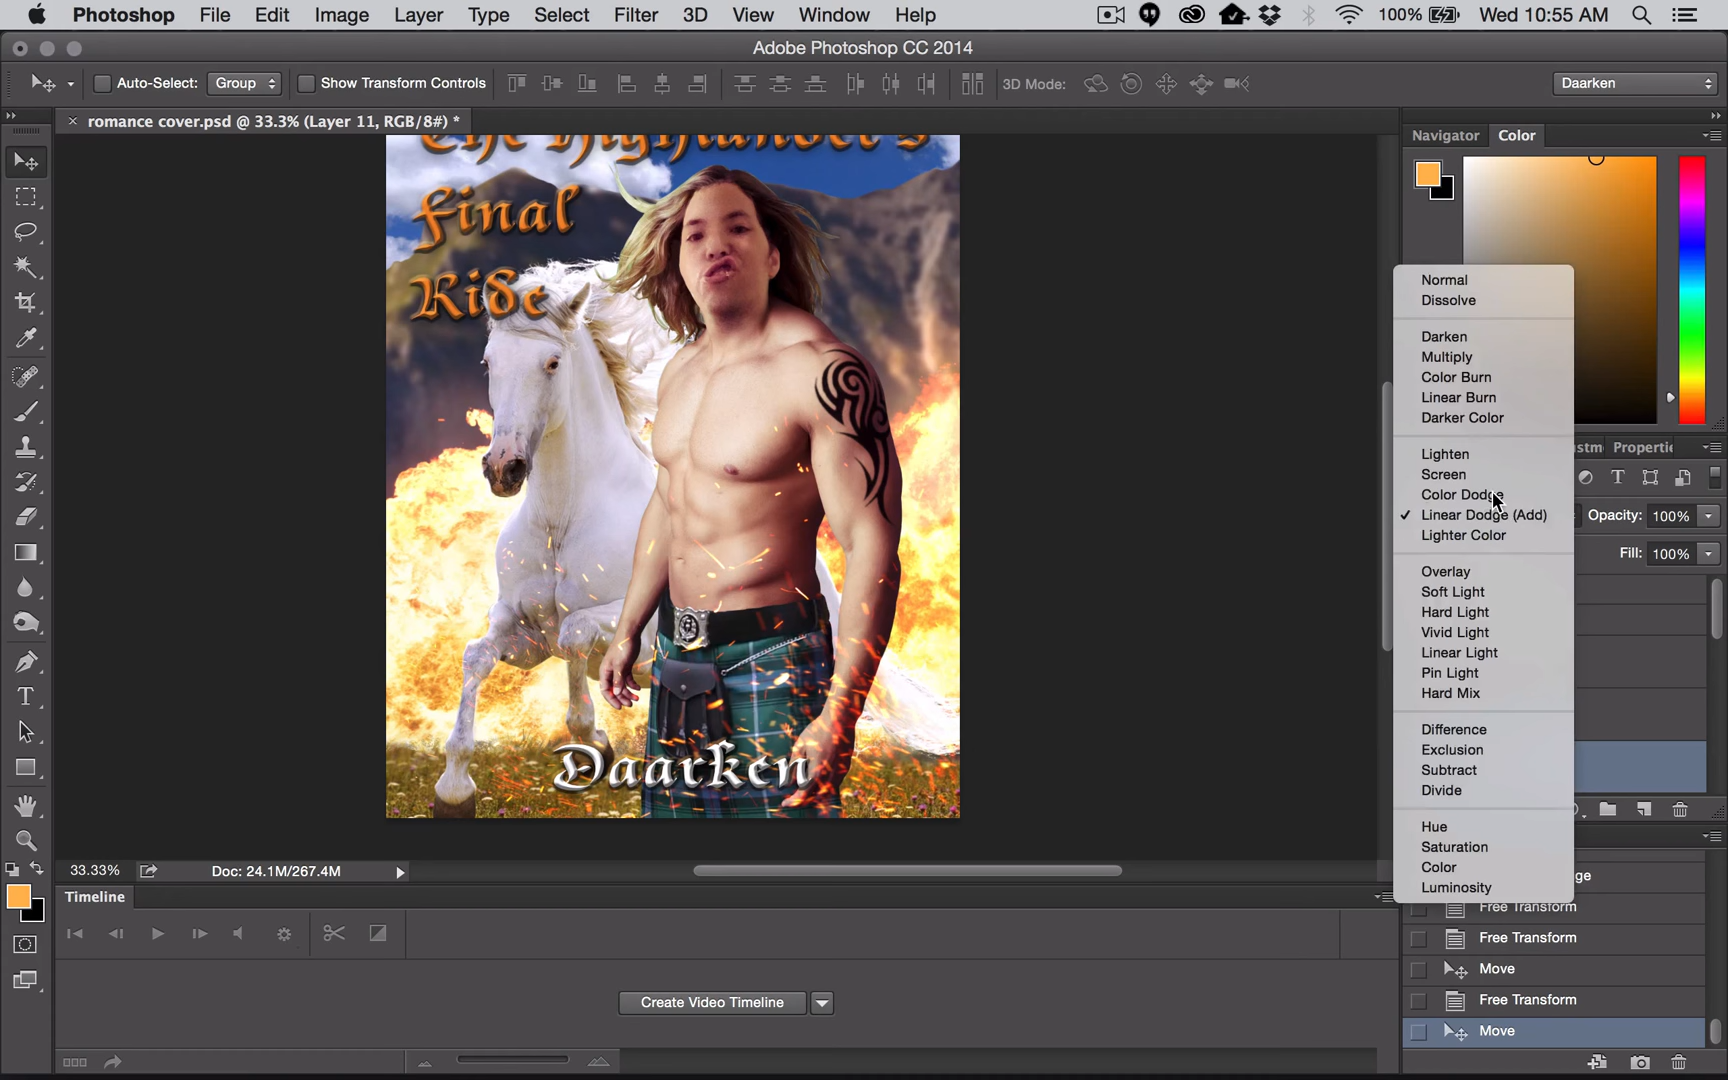 Photoshop File Edit Image Layer Type Select Filter 3D View Window Help 100% Wed 10:55 AM
Adobe Photoshop CC 2014
Auto-Select: Group Show Transform Controls 3D Mode: Daarken
romance cover.psd @ 33.3% (Layer 11, RGB/8#) *
Navigator Color
The Highlander's
Final
Ride
Daarken
Normal
Dissolve
Darken
Multiply
Color Burn
Linear Burn
Darker Color
Lighten
Screen
Color Dodge
Linear Dodge (Add)
Lighter Color
Overlay
Soft Light
Hard Light
Vivid Light
Linear Light
Pin Light
Hard Mix
Difference
Exclusion
Subtract
Divide
Hue
Saturation
Color
Luminosity
Properti
Opacity: 100%
Fill: 100%
33.33% Doc: 24.1M/267.4M
Timeline
Create Video Timeline
Free Transform
Free Transform
Move
Free Transform
Move